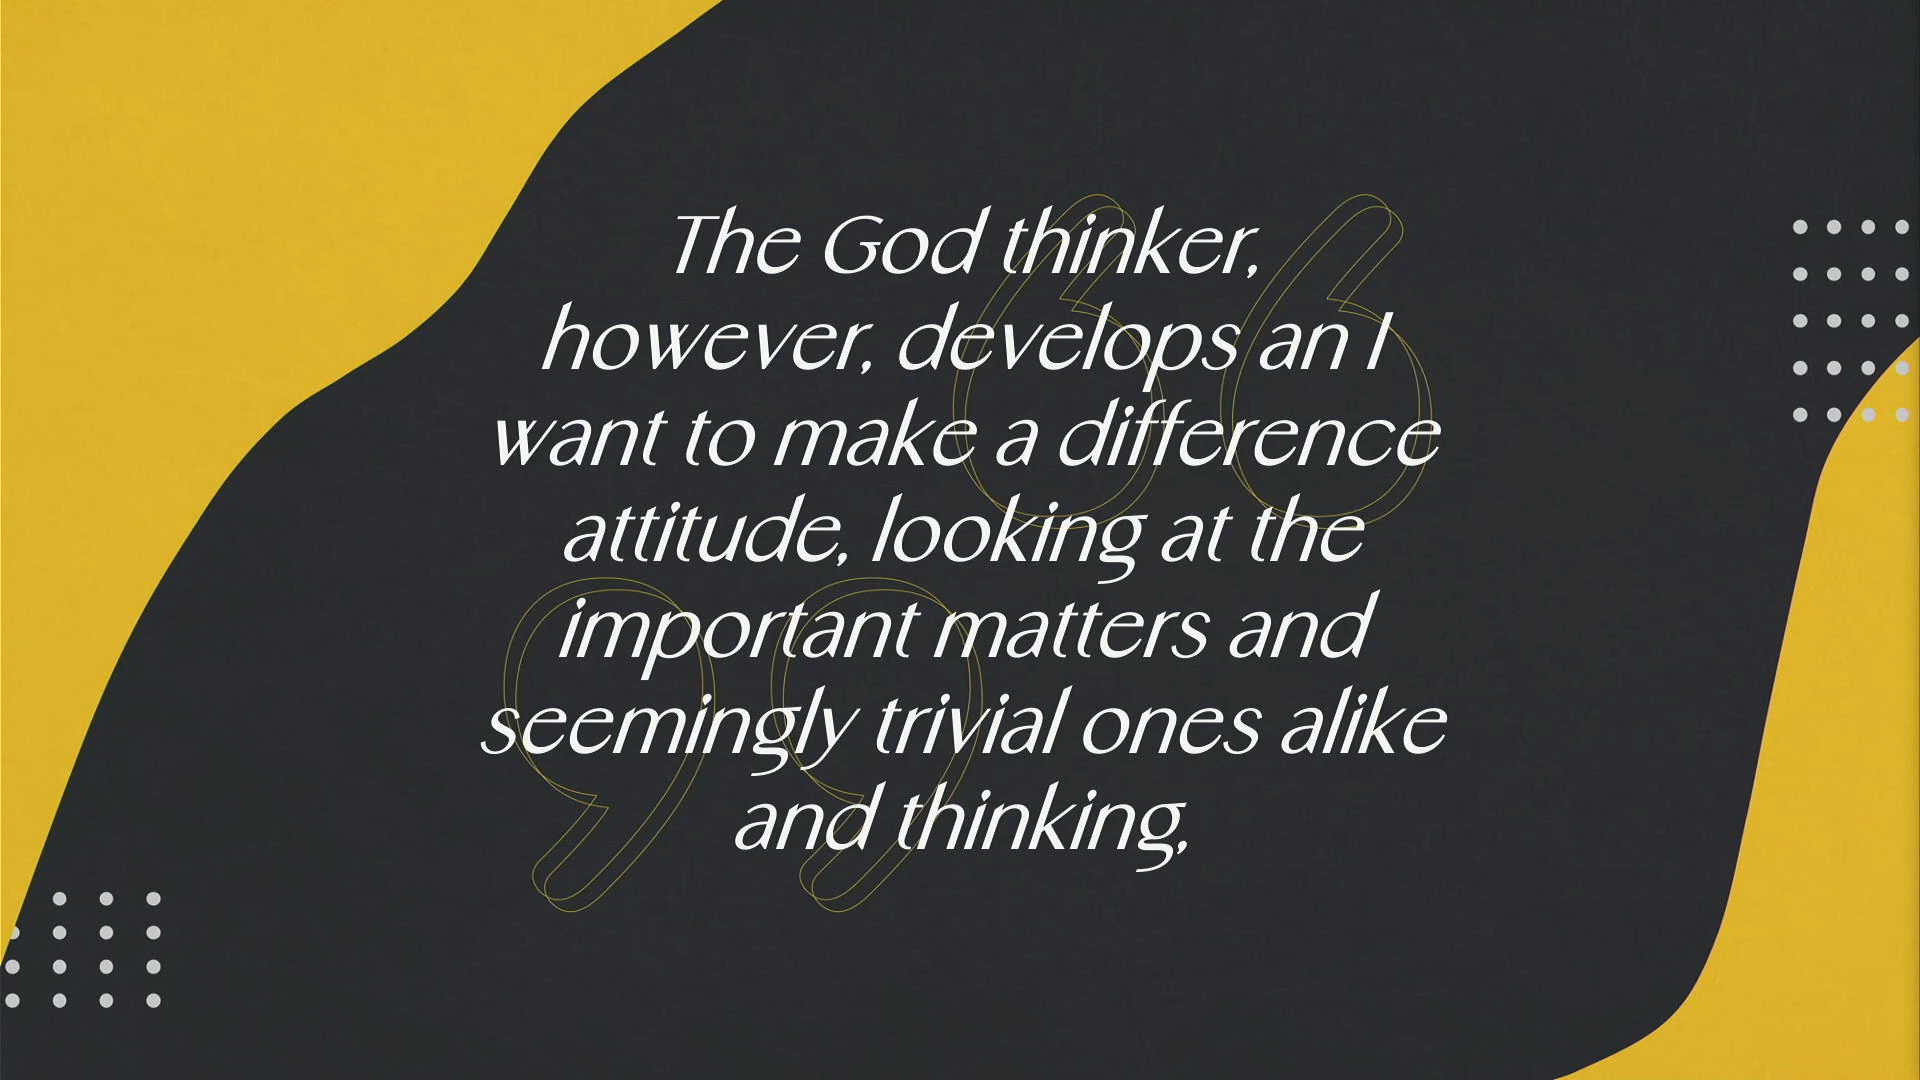 The God thinker,
however, develops an I
want to make a difference
attitude, looking at the
important matters and
seemingly trivial ones alike
and thinking,